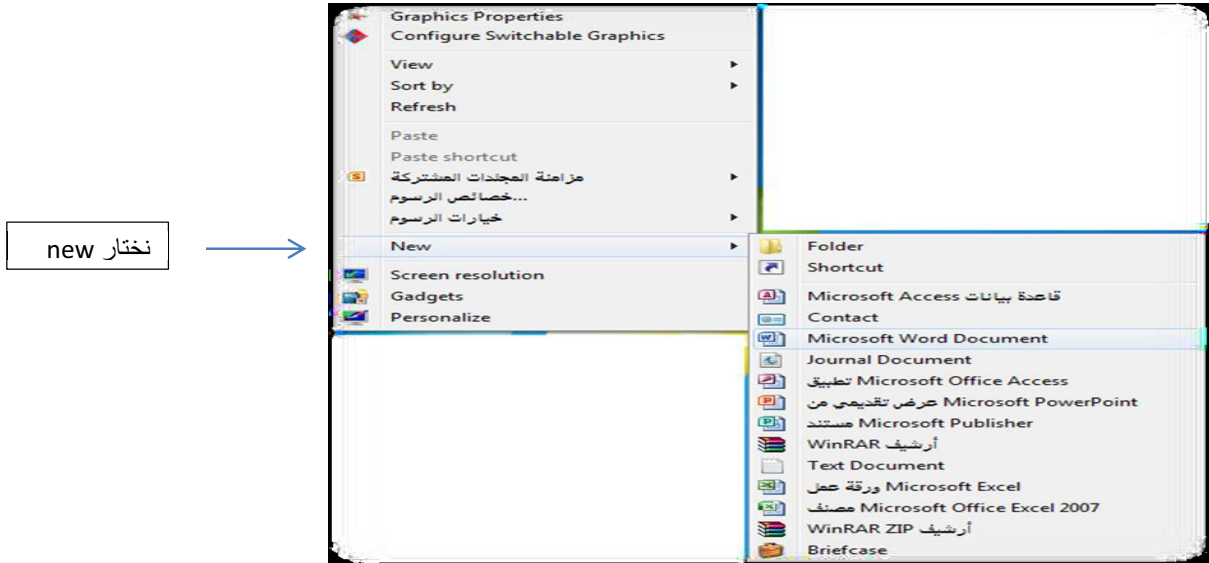 Graphics Properties
Configure Switchable Graphics
View
Sort by
Refresh
Paste
Paste shortcut
مزامنة المجلدات المشتركة
خصائص الرسوم...
خيارات الرسوم
نختار new
New
Screen resolution
Gadgets
Personalize
Folder
Shortcut
قاعدة بيانات Microsoft Access
Contact
Microsoft Word Document
Journal Document
تطبيق Microsoft Office Access
عرض تقديمي من Microsoft PowerPoint
مستند Microsoft Publisher
أرشيف WinRAR
Text Document
ورقة عمل Microsoft Excel
مصنف Microsoft Office Excel 2007
أرشيف WinRAR ZIP
Briefcase